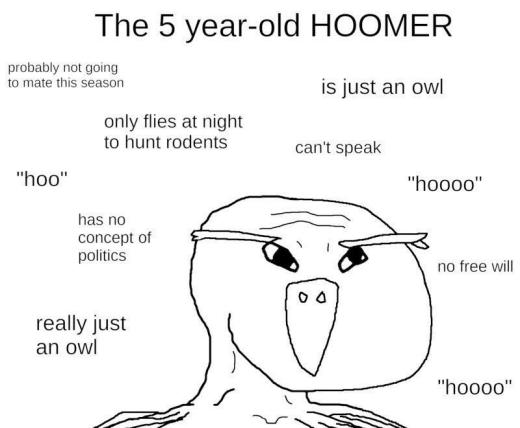 The 5 year-old HOOMER
probably not going
to mate this season
is just an owl
only flies at night
to hunt rodents
can't speak
"hoo"
"hoooo"
has no
concept of
politics
no free will
really just
an owl
"hoooo"